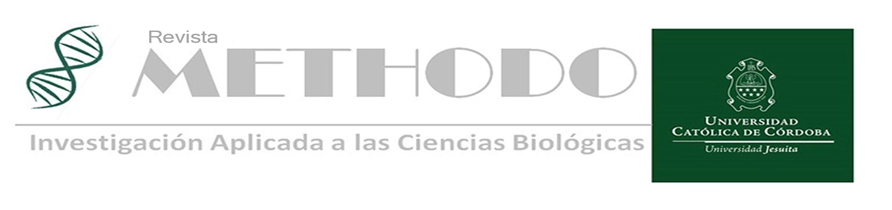 Revista
METHODO
Investigación Aplicada a las Ciencias Biológicas
UNIVERSIDAD
CATÓLICA DE CÓRDOBA
Universidad Jesuita